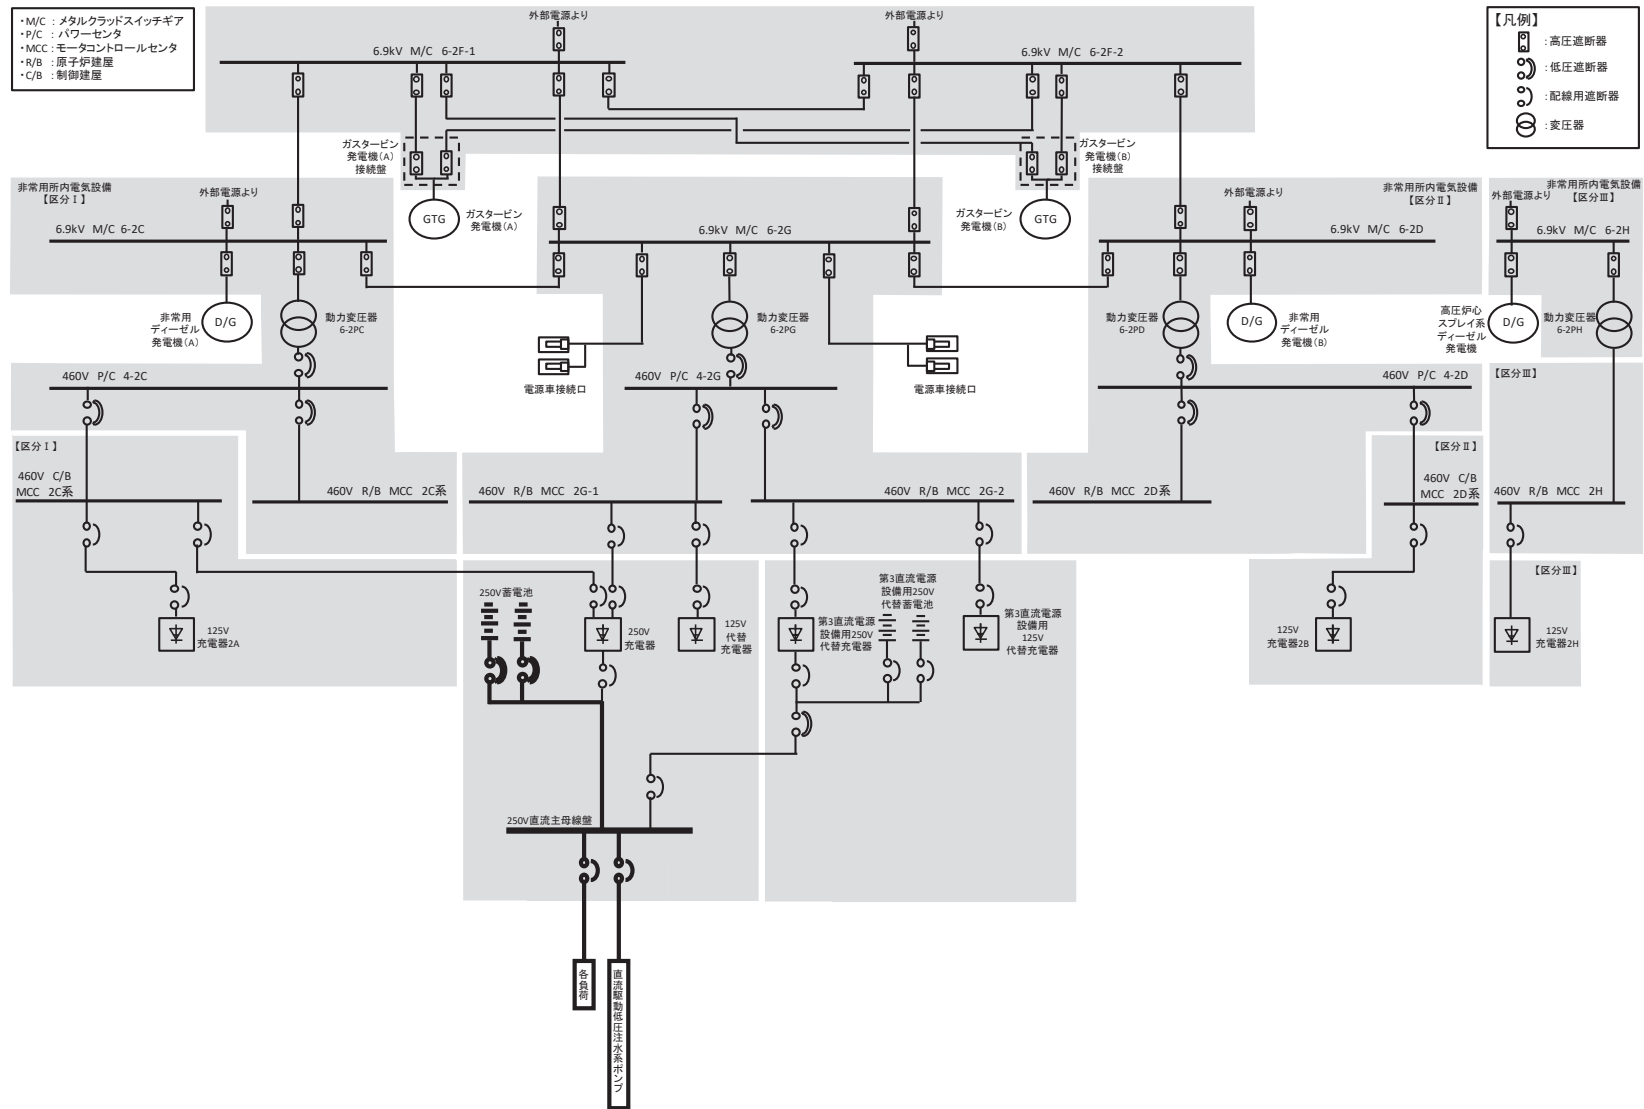 ・M/C : メタルクラッドスイッチギア
・P/C : パワーセンタ
・MCC : モータコントロールセンタ
・R/B : 原子炉建屋
・C/B : 制御建屋
外部電源より
外部電源より
【凡例】
: 高圧遮断器
: 低圧遮断器
: 配線用遮断器
: 変圧器
6.9kV M/C 6-2F-1
6.9kV M/C 6-2F-2
ガスタービン
発電機(A)
接続盤
ガスタービン
発電機(B)
接続盤
非常用所内電気設備
【区分Ⅰ】
外部電源より
GTG
ガスタービン
発電機(A)
ガスタービン
発電機(B)
GTG
外部電源より
非常用所内電気設備
【区分Ⅱ】
非常用所内電気設備
【区分Ⅲ】
外部電源より
6.9kV M/C 6-2C
6.9kV M/C 6-2G
6.9kV M/C 6-2D
6.9kV M/C 6-2H
非常用
ディーゼル
発電機(A)
D/G
動力変圧器
6-2PC
動力変圧器
6-2PG
動力変圧器
6-2PD
D/G
非常用
ディーゼル
発電機(B)
高圧炉心
スプレイ系
ディーゼル
発電機
D/G
動力変圧器
6-2PH
460V P/C 4-2C
電源車接続口
460V P/C 4-2G
電源車接続口
460V P/C 4-2D
【区分Ⅲ】
【区分Ⅰ】
【区分Ⅱ】
460V C/B
MCC 2C系
460V R/B MCC 2C系
460V R/B MCC 2G-1
460V R/B MCC 2G-2
460V R/B MCC 2D系
460V C/B
MCC 2D系
460V R/B MCC 2H
【区分Ⅲ】
125V
充電器2A
250V蓄電池
250V
充電器
125V
代替
充電器
第3直流電源
設備用250V
代替充電器
第3直流電源
設備用250V
代替蓄電池
第3直流電源
設備用
125V
代替充電器
125V
充電器2B
125V
充電器2H
250V直流主母線盤
各負荷
直流駆動低圧注水系ポンプ